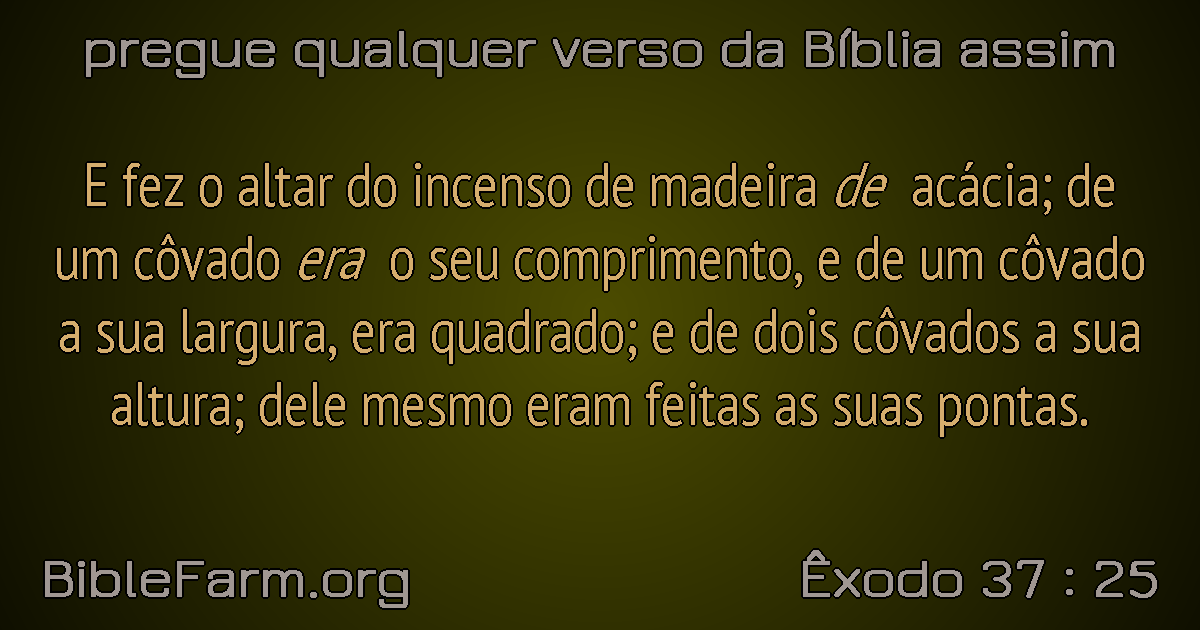 pregue qualquer verso da Bíblia assim
E fez o altar do incenso de madeira de acácia; de
um côvado era o seu comprimento, e de um côvado
a sua largura, era quadrado; e de dois côvados a sua
altura; dele mesmo eram feitas as suas pontas.
BibleFarm.org
Êxodo 37 : 25